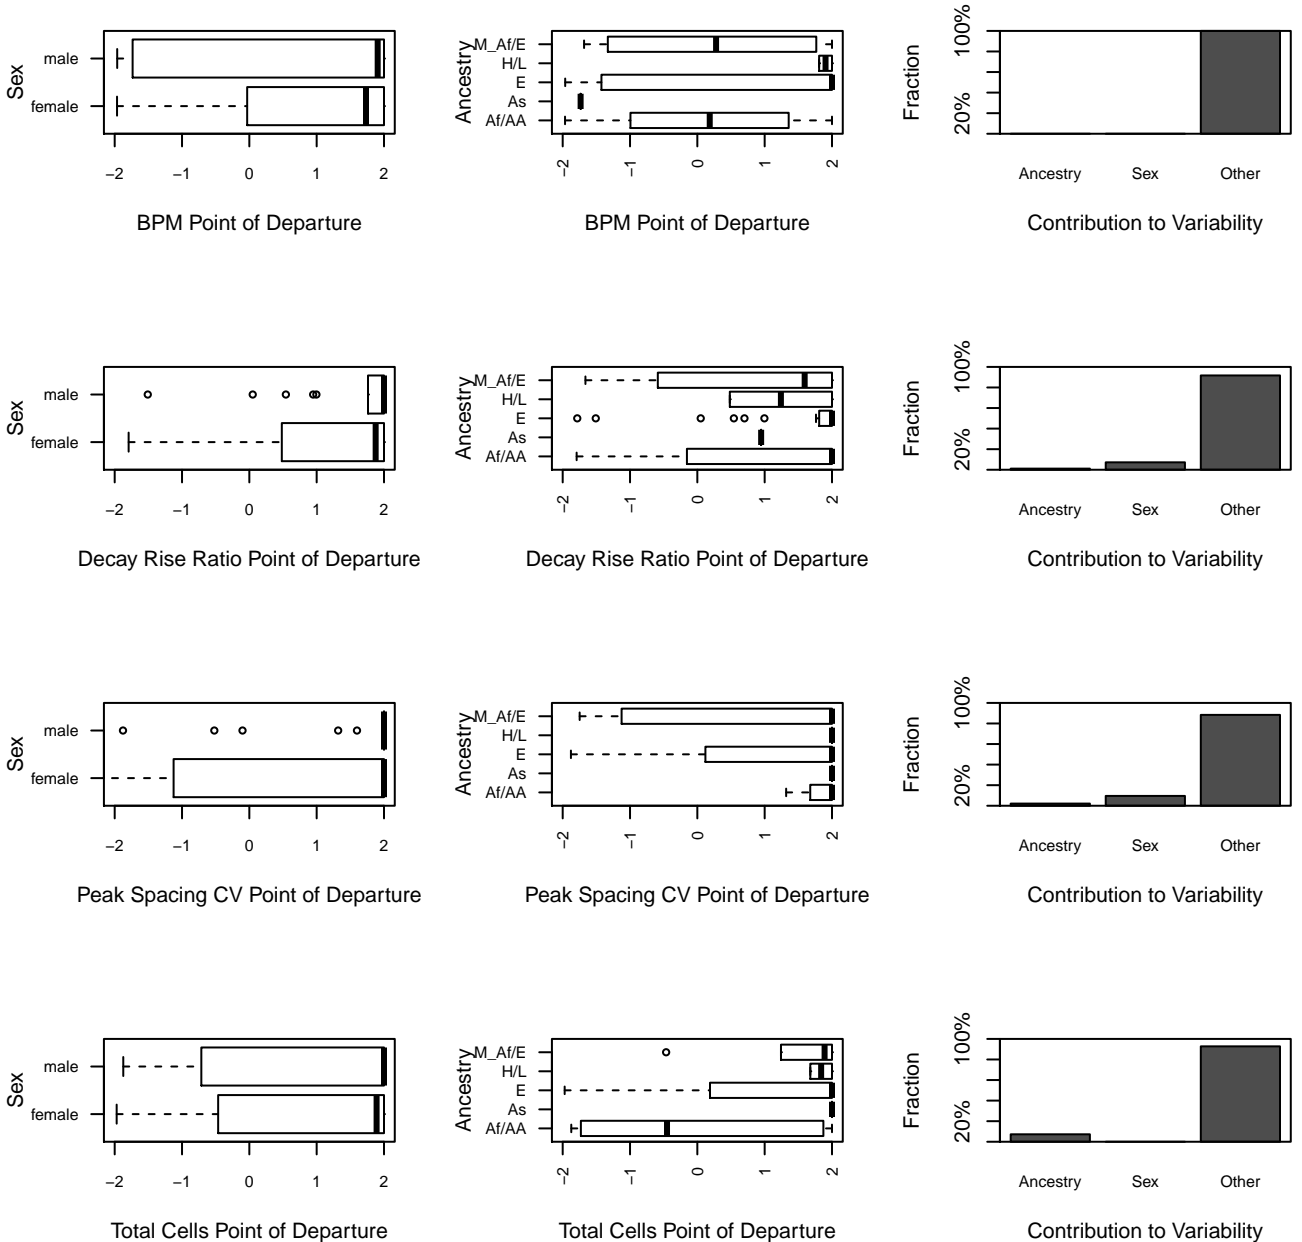 Sex
male
female
−2 −1 0 1 2
BPM Point of Departure
Ancestry
M_Af/E
H/L
E
As
Af/AA
−2 −1 0 1 2
BPM Point of Departure
Fraction
100%
20%
Ancestry Sex Other
Contribution to Variability
Sex
male
female
−2 −1 0 1 2
Decay Rise Ratio Point of Departure
Ancestry
M_Af/E
H/L
E
As
Af/AA
−2 −1 0 1 2
Decay Rise Ratio Point of Departure
Fraction
100%
20%
Ancestry Sex Other
Contribution to Variability
Sex
male
female
−2 −1 0 1 2
Peak Spacing CV Point of Departure
Ancestry
M_Af/E
H/L
E
As
Af/AA
−2 −1 0 1 2
Peak Spacing CV Point of Departure
Fraction
100%
20%
Ancestry Sex Other
Contribution to Variability
Sex
male
female
−2 −1 0 1 2
Total Cells Point of Departure
Ancestry
M_Af/E
H/L
E
As
Af/AA
−2 −1 0 1 2
Total Cells Point of Departure
Fraction
100%
20%
Ancestry Sex Other
Contribution to Variability